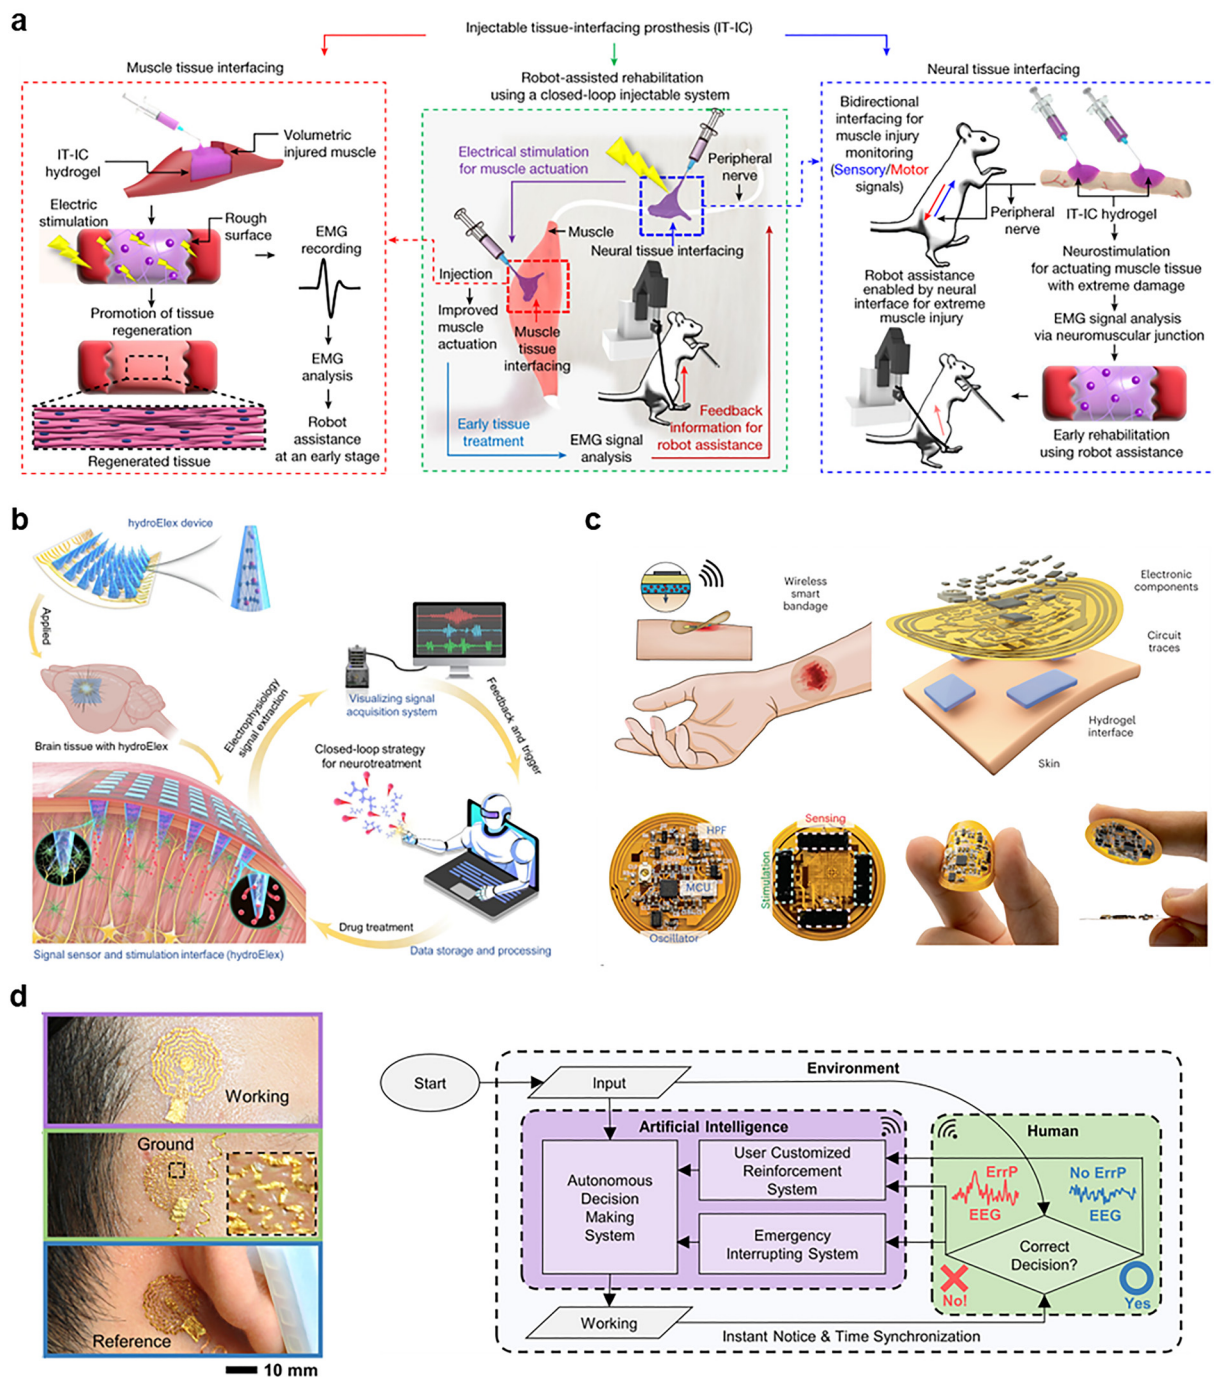 a
Injectable tissue-interfacing prosthesis (IT-IC)
Muscle tissue interfacing
IT-IC
hydrogel
Volumetric
injured muscle
Electric
stimulation
Rough
surface
EMG
recording
Promotion of tissue
regeneration
EMG
analysis
Robot
assistance
at an early stage
Regenerated tissue
Robot-assisted rehabilitation
using a closed-loop injectable system
Electrical stimulation
for muscle actuation
Peripheral
nerve
Muscle
Neural tissue interfacing
Injection
Improved
muscle
actuation
Muscle
tissue
interfacing
Early tissue
treatment
EMG signal
analysis
Feedback
information for
robot assistance
Neural tissue interfacing
Bidirectional
interfacing for
muscle injury
monitoring
(Sensory/Motor
signals)
Peripheral
nerve
IT-IC hydrogel
Neurostimulation
for actuating muscle tissue
with extreme damage
Robot assistance
enabled by neural
interface for extreme
muscle injury
EMG signal analysis
via neuromuscular junction
Early rehabilitation
using robot assistance
b
hydroElex device
Applied
Brain tissue with hydroElex
Electrophysiology
signal extraction
Visualizing signal
acquisition system
Feedback and trigger
Closed-loop strategy
for neurotreatment
Drug treatment
Data storage and processing
Signal sensor and stimulation interface (hydroElex)
c
Wireless
smart
bandage
Electronic
components
Circuit
traces
Hydrogel
interface
Skin
HPF
MCU
Oscillator
Sensing
Stimulation
d
Working
Ground
Reference
10 mm
Start
Input
Environment
Artificial Intelligence
Human
Autonomous
Decision
Making
System
User Customized
Reinforcement
System
Emergency
Interrupting System
ErrP
EEG
No ErrP
EEG
Correct
Decision?
No!
Yes
Working
Instant Notice & Time Synchronization